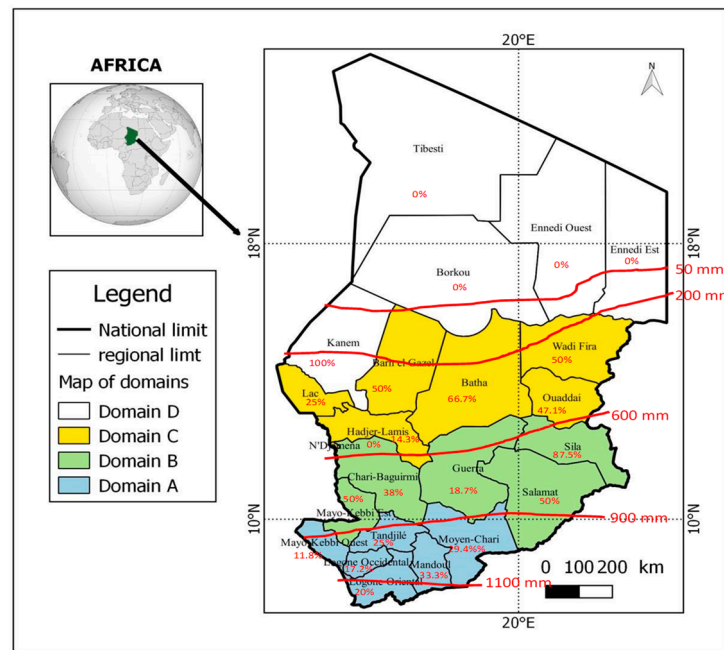 AFRICA
20°E
Tibesti
0%
Ennedi Ouest
0%
Ennedi Est
0%
18°N
18°N
Borkou
0%
50 mm
200 mm
Legend
National limit
regional limt
Map of domains
Domain D
Domain C
Domain B
Domain A
Kanem
100%
Barh el Gazel
50%
Batha
66.7%
Wadi Fira
50%
Lac
25%
Ouaddai
47.1%
600 mm
Hadjer-Lamis
14.3%
N'Djamena
0%
Sila
87.5%
Chari-Baguirmi
38%
Guerra
18.7%
Salamat
50%
50%
Mayo-Kebbi Est
10°N
10°N
900 mm
Mayo-Kebbi Ouest
11.8%
Tandjilé
25%
Moyen-Chari
29.4%%
Logone Occidental
17.2%
Mandoul
33.3%
Logone Oriental
20%
1100 mm
0 100 200 km
20°E